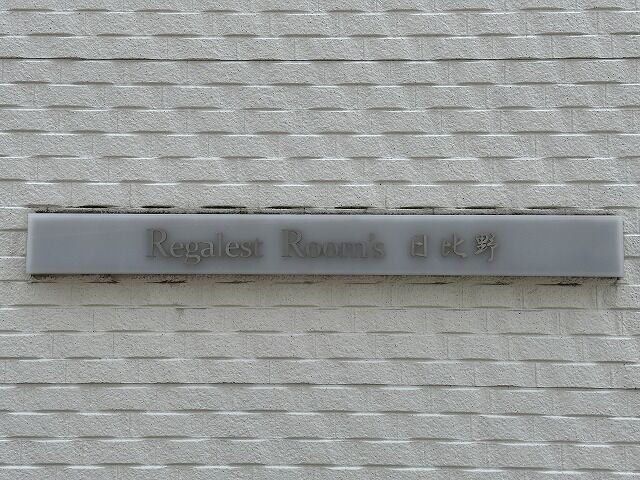 Regalest Room's 日比野